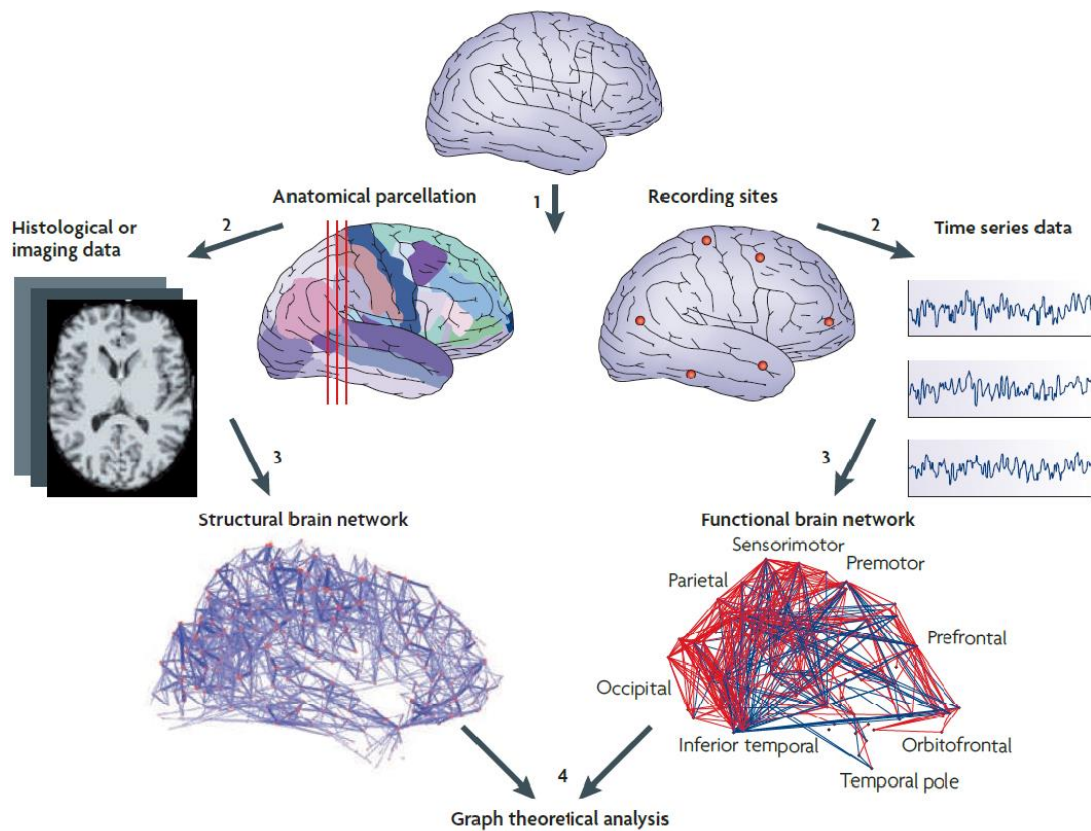 Anatomical parcellation
1
Recording sites
2
2
Histological or
imaging data
Time series data
3
3
Structural brain network
Functional brain network
Sensorimotor
Premotor
Parietal
Prefrontal
Occipital
Inferior temporal
Orbitofrontal
Temporal pole
4
Graph theoretical analysis